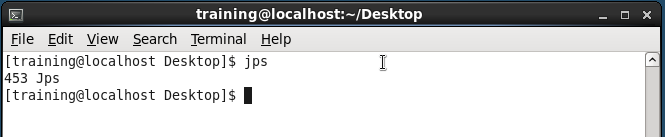 training@localhost:~/Desktop
File Edit View Search Terminal Help
[training@localhost Desktop]$ jps
453 Jps
[training@localhost Desktop]$